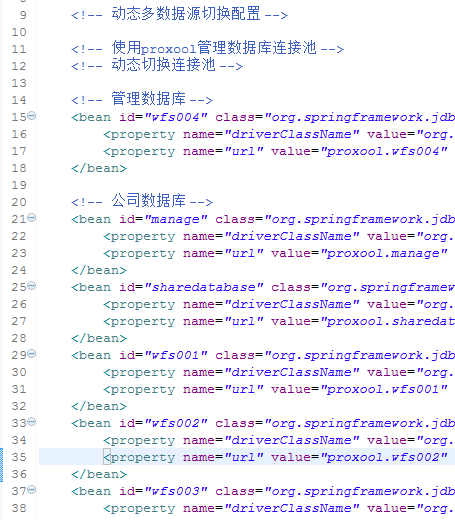 9 <!-- 动态多数据源切换配置 -->
10
11 <!-- 使用proxool管理数据库连接池 -->
12 <!-- 动态切换连接池 -->
13
14 <!-- 管理数据库 -->
15 <bean id="wfs004" class="org.springframework.jdb
16 <property name="driverClassName" value="org.
17 <property name="url" value="proxool.wfs004"
18 </bean>
19
20 <!-- 公司数据库 -->
21 <bean id="manage" class="org.springframework.jdb
22 <property name="driverClassName" value="org.
23 <property name="url" value="proxool.manage"
24 </bean>
25 <bean id="sharedatabase" class="org.springframew
26 <property name="driverClassName" value="org.
27 <property name="url" value="proxool.sharedat
28 </bean>
29 <bean id="wfs001" class="org.springframework.jdb
30 <property name="driverClassName" value="org.
31 <property name="url" value="proxool.wfs001"
32 </bean>
33 <bean id="wfs002" class="org.springframework.jdb
34 <property name="driverClassName" value="org.
35 <property name="url" value="proxool.wfs002"
36 </bean>
37 <bean id="wfs003" class="org.springframework.jdb
38 <property name="driverClassName" value="org.